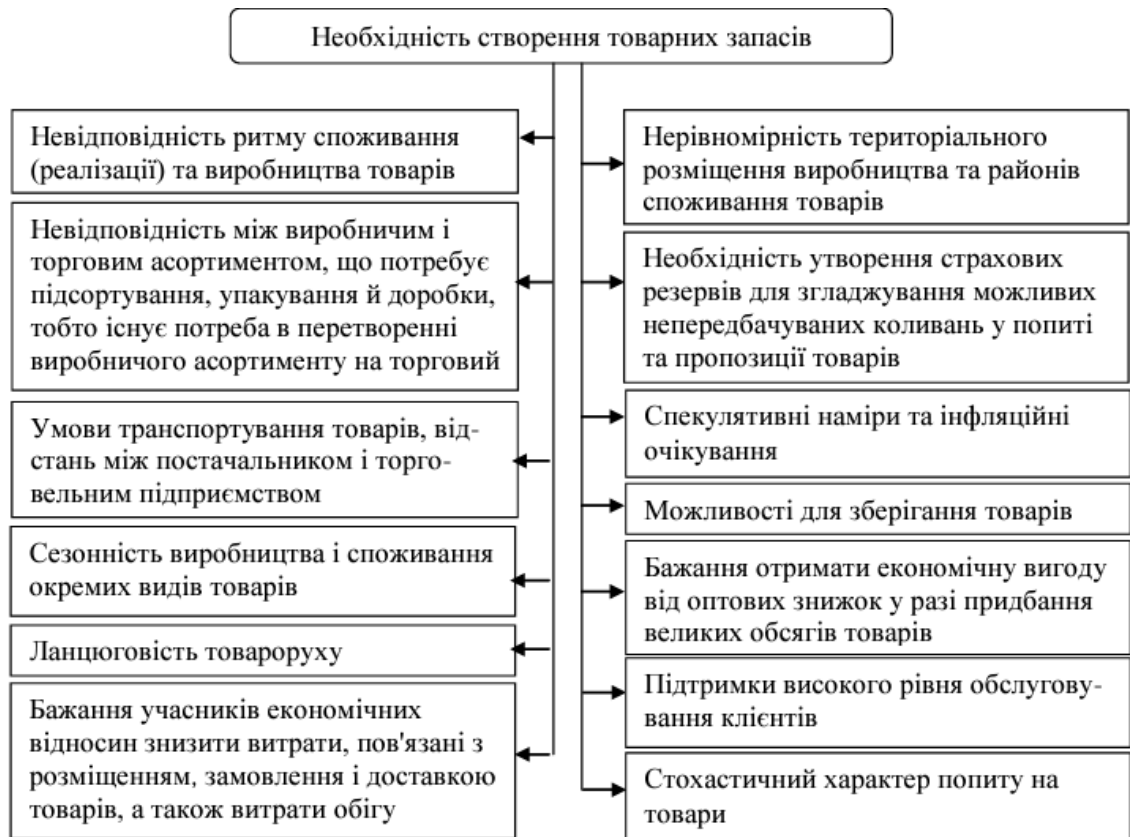 Необхідність створення товарних запасів
Невідповідність ритму споживання
(реалізації) та виробництва товарів
Невідповідність між виробничим і
торговим асортиментом, що потребує
підсортування, упакування й доробки,
тобто існує потреба в перетворенні
виробничого асортименту на торговий
Умови транспортування товарів, від-
стань між постачальником і торго-
вельним підприємством
Сезонність виробництва і споживання
окремих видів товарів
Ланцюговість товароруху
Бажання учасників економічних
відносин знизити витрати, пов'язані з
розміщенням, замовлення і доставкою
товарів, а також витрати обігу
Нерівномірність територіального
розміщення виробництва та районів
споживання товарів
Необхідність утворення страхових
резервів для згладжування можливих
непередбачуваних коливань у попиті
та пропозиції товарів
Спекулятивні наміри та інфляційні
очікування
Можливості для зберігання товарів
Бажання отримати економічну вигоду
від оптових знижок у разі придбання
великих обсягів товарів
Підтримки високого рівня обслугову-
вання клієнтів
Стохастичний характер попиту на
товари